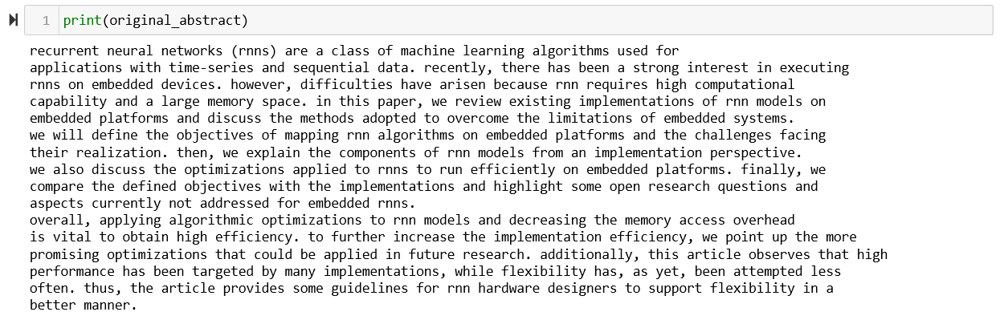 1 print(original_abstract)
recurrent neural networks (rnns) are a class of machine learning algorithms used for
applications with time-series and sequential data. recently, there has been a strong interest in executing
rnns on embedded devices. however, difficulties have arisen because rnn requires high computational
capability and a large memory space. in this paper, we review existing implementations of rnn models on
embedded platforms and discuss the methods adopted to overcome the limitations of embedded systems.
we will define the objectives of mapping rnn algorithms on embedded platforms and the challenges facing
their realization. then, we explain the components of rnn models from an implementation perspective.
we also discuss the optimizations applied to rnns to run efficiently on embedded platforms. finally, we
compare the defined objectives with the implementations and highlight some open research questions and
aspects currently not addressed for embedded rnns.
overall, applying algorithmic optimizations to rnn models and decreasing the memory access overhead
is vital to obtain high efficiency. to further increase the implementation efficiency, we point up the more
promising optimizations that could be applied in future research. additionally, this article observes that high
performance has been targeted by many implementations, while flexibility has, as yet, been attempted less
often. thus, the article provides some guidelines for rnn hardware designers to support flexibility in a
better manner.